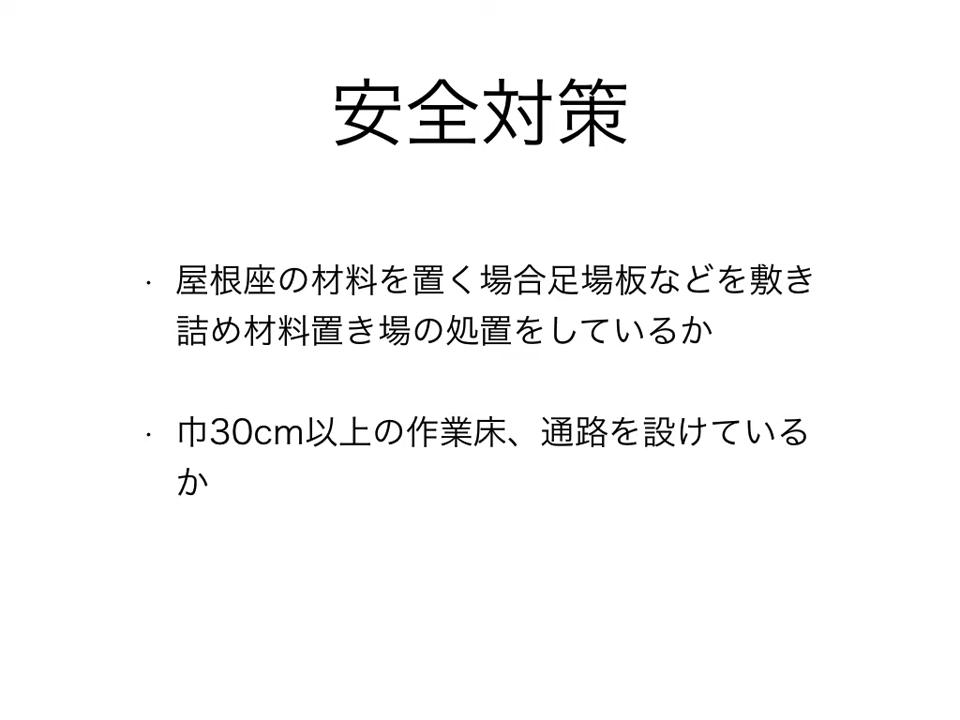 安全対策
・ 屋根座の材料を置く場合足場板などを敷き
詰め材料置き場の処置をしているか
・ 巾30cm以上の作業床、通路を設けている
か